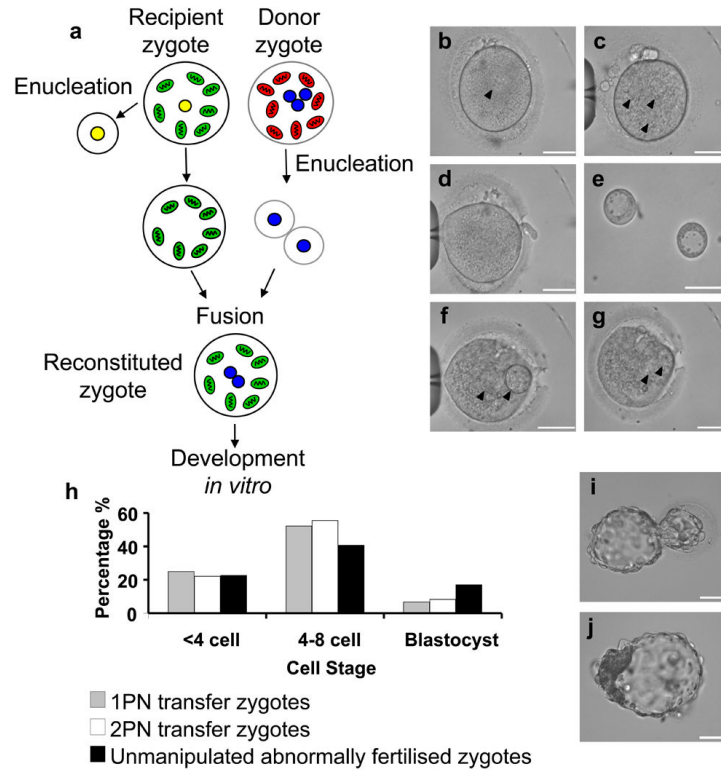 a
Recipient
zygote
Donor
zygote
Enucleation
Enucleation
Fusion
Reconstituted
zygote
Development
in vitro
b
c
d
e
f
g
h
Percentage %
60
40
20
0
<4 cell
4-8 cell
Blastocyst
Cell Stage
1PN transfer zygotes
2PN transfer zygotes
Unmanipulated abnormally fertilised zygotes
i
j